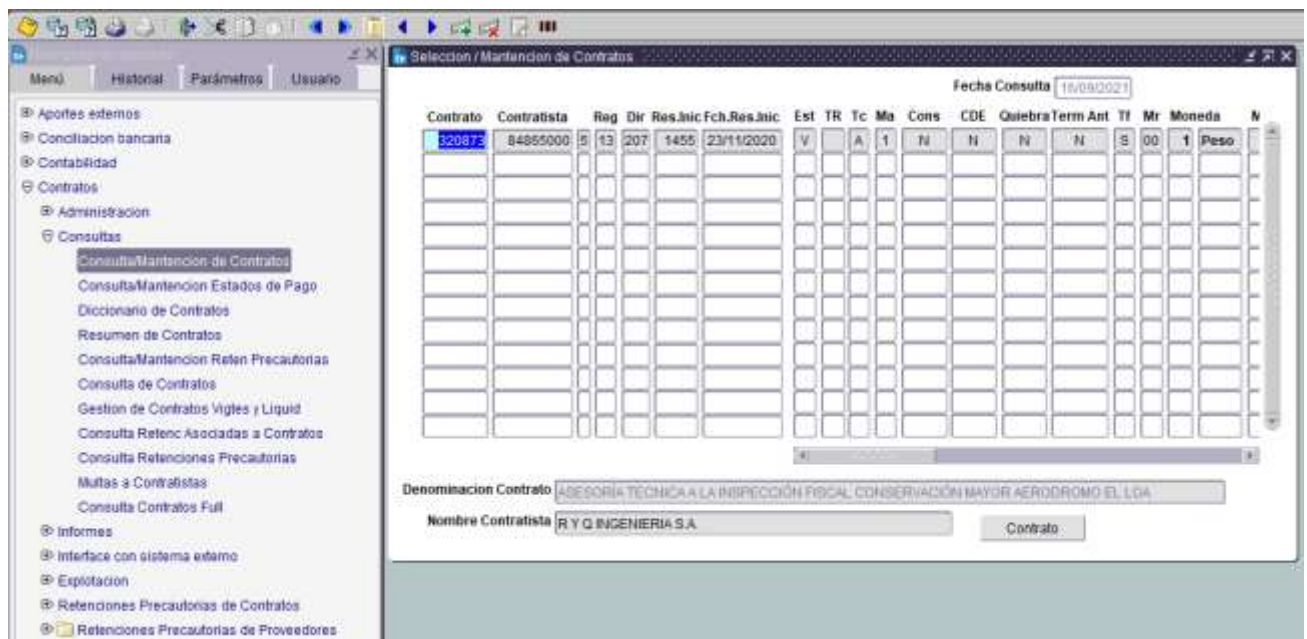 Seleccion / Mantencion de Contratos
Menú Historial Parámetros Usuario
Fecha Consulta 16/09/2021
Aportes externos
Conciliacion bancaria
Contabilidad
Contratos
Administracion
Consultas
Consulta/Mantencion de Contratos
Consulta/Mantencion Estados de Pago
Diccionario de Contratos
Resumen de Contratos
Consulta/Mantencion Reten Precautorias
Consulta de Contratos
Gestion de Contratos Vigtes y Liquid
Consulta Retenc Asociadas a Contratos
Consulta Retenciones Precautorias
Multas a Contratistas
Consulta Contratos Full
Informes
Interface con sistema externo
Explotacion
Retenciones Precautorias de Contratos
Retenciones Precautorias de Proveedores
Contrato Contratista Reg Dir Res.Inic Fch.Res.Inic Est TR Tc Ma Cons CDE Quiebra Term Ant Tf Mr Moneda
320873 84855000 5 13 207 1455 23/11/2020 V A 1 N N N N S 00 1 Peso
Denominacion Contrato ASESORÍA TECNICA A LA INSPECCIÓN FISCAL, CONSERVACIÓN MAYOR AERODROMO EL LOA
Nombre Contratista R Y Q INGENIERIA S.A.
Contrato